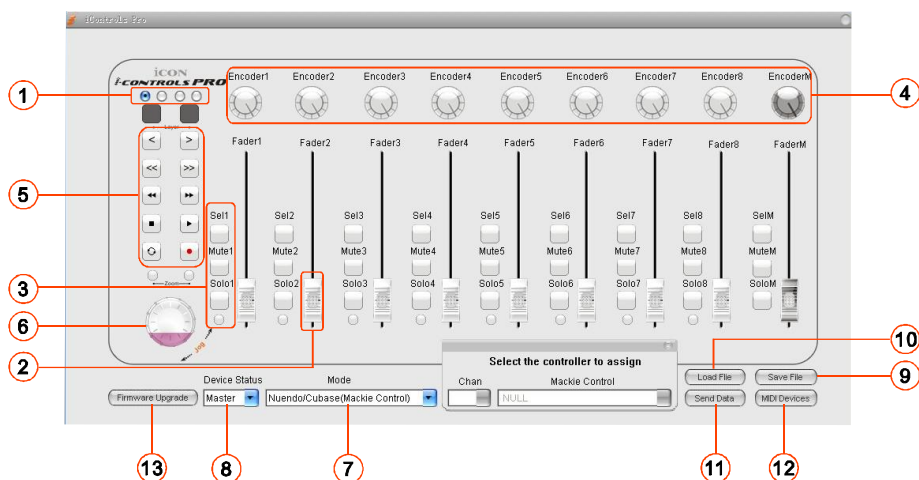 iControls Pro
iCON
i-CONTROLS PRO
Encoder1 Encoder2 Encoder3 Encoder4 Encoder5 Encoder6 Encoder7 Encoder8 EncoderM
1
4
Layer
< >
Fader1 Fader2 Fader3 Fader4 Fader5 Fader6 Fader7 Fader8 FaderM
<< >>
5
Sel1 Sel2 Sel3 Sel4 Sel5 Sel6 Sel7 Sel8 SelM
Mute1 Mute2 Mute3 Mute4 Mute5 Mute6 Mute7 Mute8 MuteM
3
Solo1 Solo2 Solo3 Solo4 Solo5 Solo6 Solo7 Solo8 SoloM
Zoom
6
Jog
2
10
Select the controller to assign
Device Status Mode Chan Mackie Control
Load File Save File
9
Firmware Upgrade Master Nuendo/Cubase(Mackie Control) NULL Send Data MIDI Devices
13 8 7 11 12